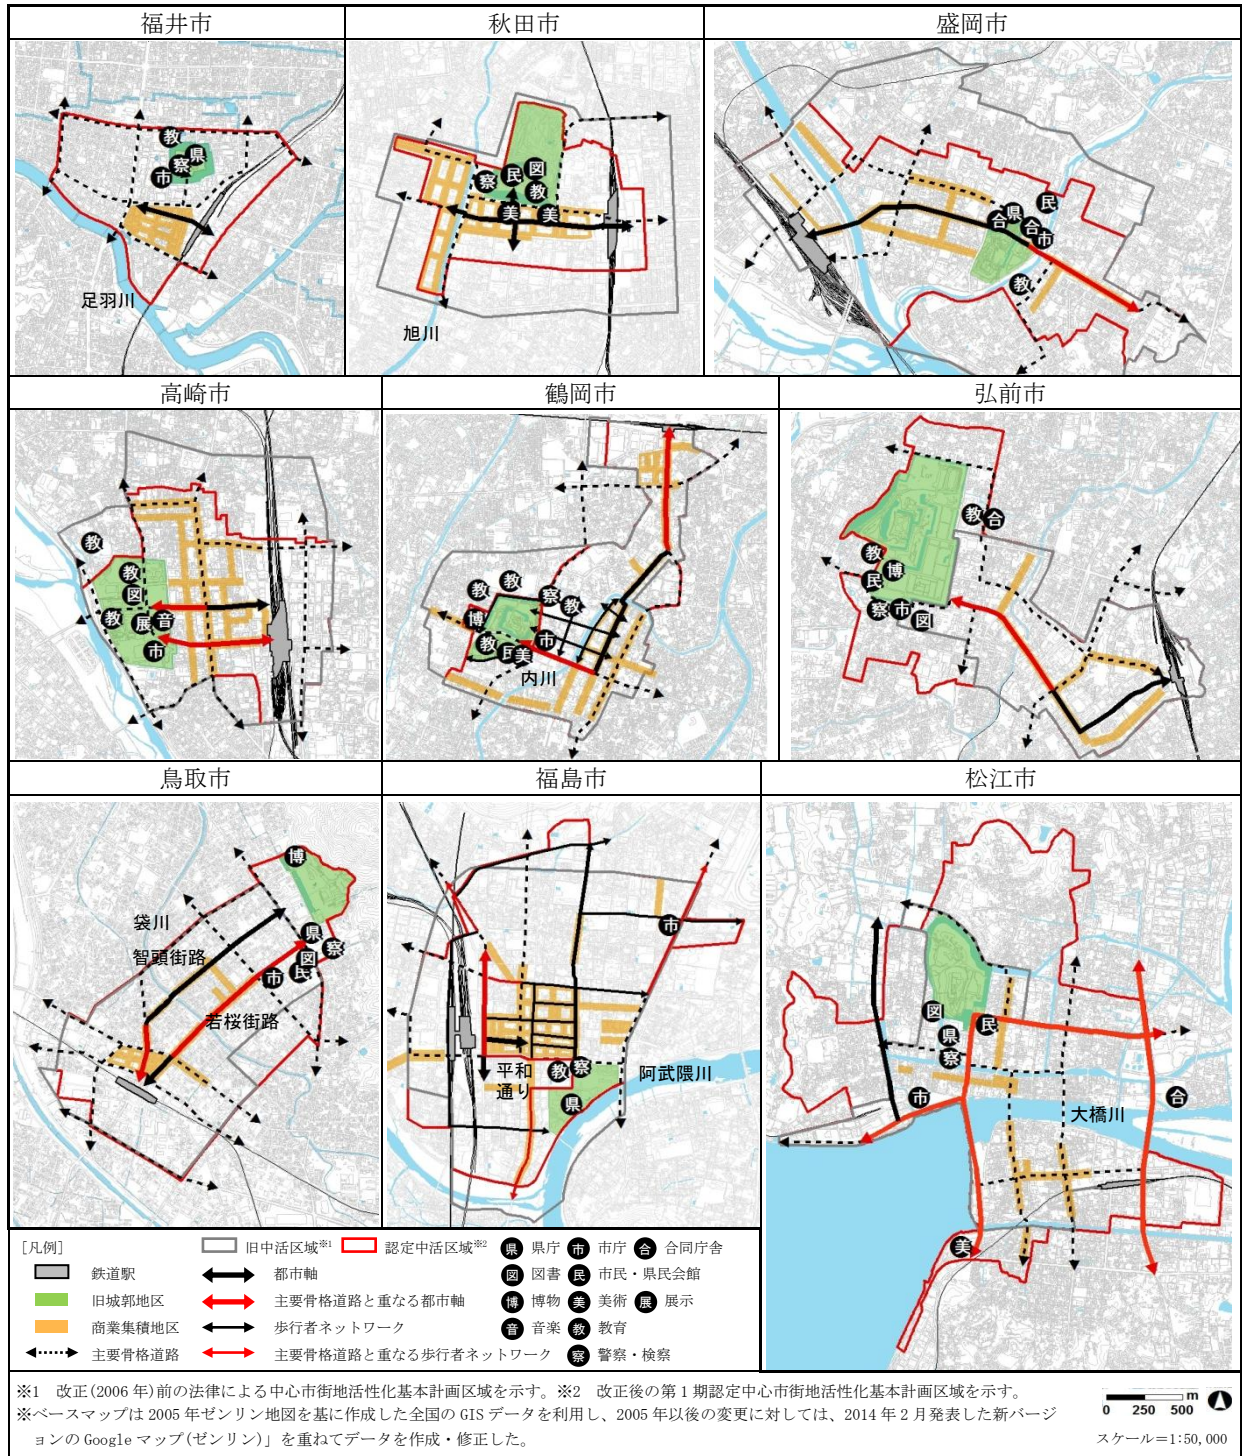 福井市
秋田市
盛岡市
教
県
察
市
足羽川
察
民
図
教
美
美
旭川
民
県
合
合
市
教
高崎市
鶴岡市
弘前市
教
教
図
教
展
音
市
教
教
察
教
博
市
教
民
美
内川
教
合
教
博
民
察
市
図
鳥取市
福島市
松江市
博
袋川
智頭街路
県
察
図
民
市
若桜街路
市
平和
通り
教
察
県
阿武隈川
図
民
県
察
市
合
大橋川
美
[凡例]
旧中活区域※1
認定中活区域※2
県 県庁 市 市庁 合 合同庁舎
鉄道駅
都市軸
図 図書 民 市民・県民会館
旧城郭地区
主要骨格道路と重なる都市軸
博 博物 美 美術 展 展示
商業集積地区
歩行者ネットワーク
音 音楽 教 教育
主要骨格道路
主要骨格道路と重なる歩行者ネットワーク
察 警察・検察
※1 改正(2006年)前の法律による中心市街地活性化基本計画区域を示す。※2 改正後の第1期認定中心市街地活性化基本計画区域を示す。
※ベースマップは2005年ゼンリン地図を基に作成した全国のGISデータを利用し、2005年以後の変更に対しては、2014年2月発表した新バージ
ョンのGoogleマップ(ゼンリン)」を重ねてデータを作成・修正した。
m
0 250 500
スケール=1:50,000